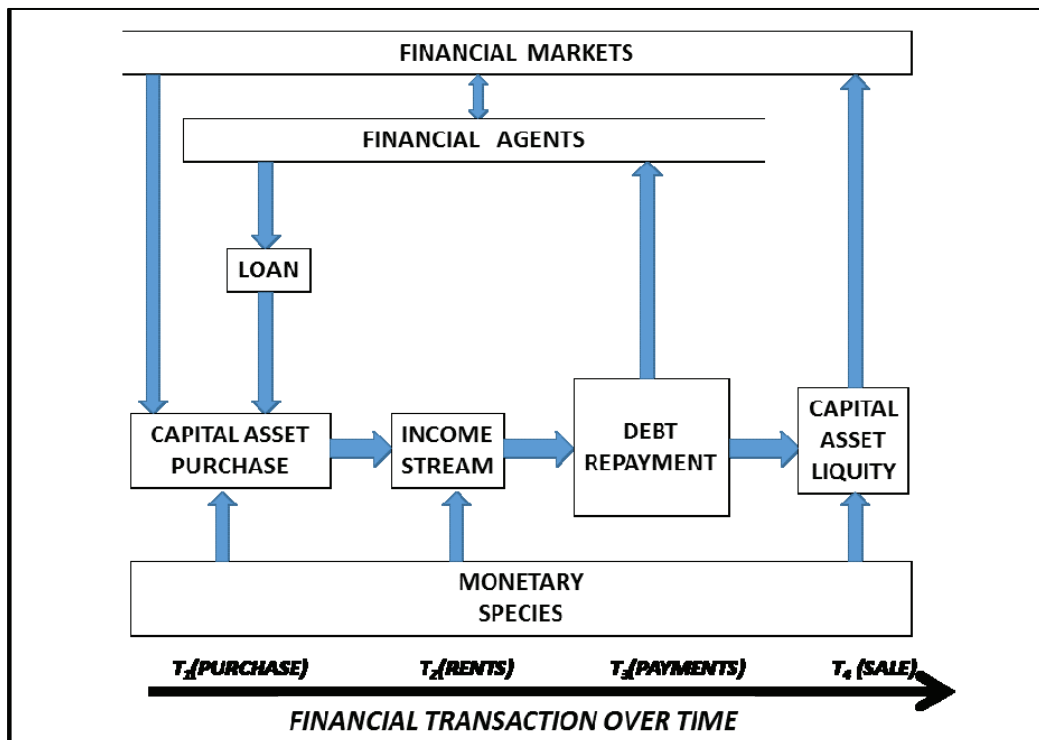 FINANCIAL MARKETS
FINANCIAL AGENTS
LOAN
CAPITAL ASSET
PURCHASE
INCOME
STREAM
DEBT
REPAYMENT
CAPITAL
ASSET
LIQUITY
MONETARY
SPECIES
T1(PURCHASE) T2(RENTS) T3(PAYMENTS) T4 (SALE)
FINANCIAL TRANSACTION OVER TIME